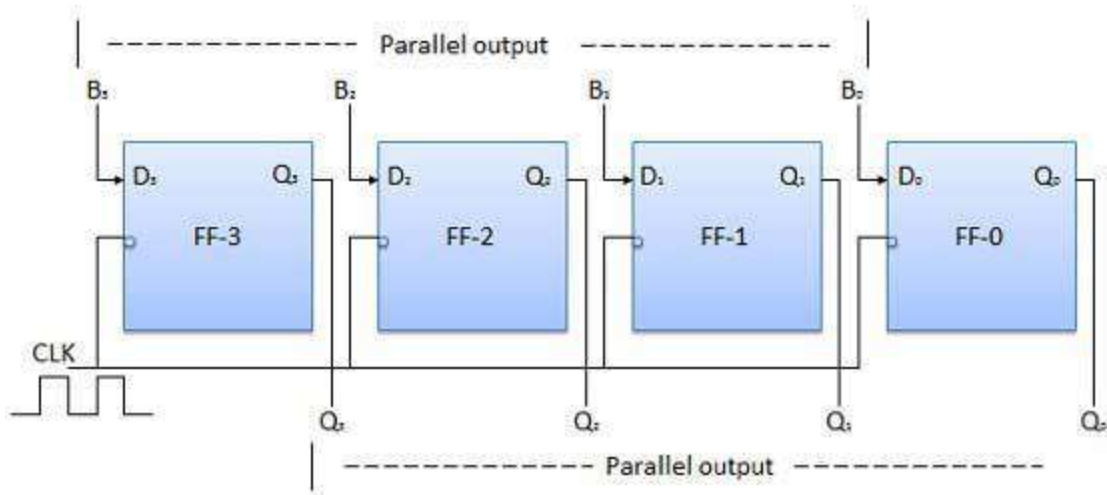 Parallel output
B₃ B₂ B₁ B₀
D₃ Q₃ D₂ Q₂ D₁ Q₁ D₀ Q₀
FF-3 FF-2 FF-1 FF-0
CLK
Q₃ Q₂ Q₁ Q₀
Parallel output